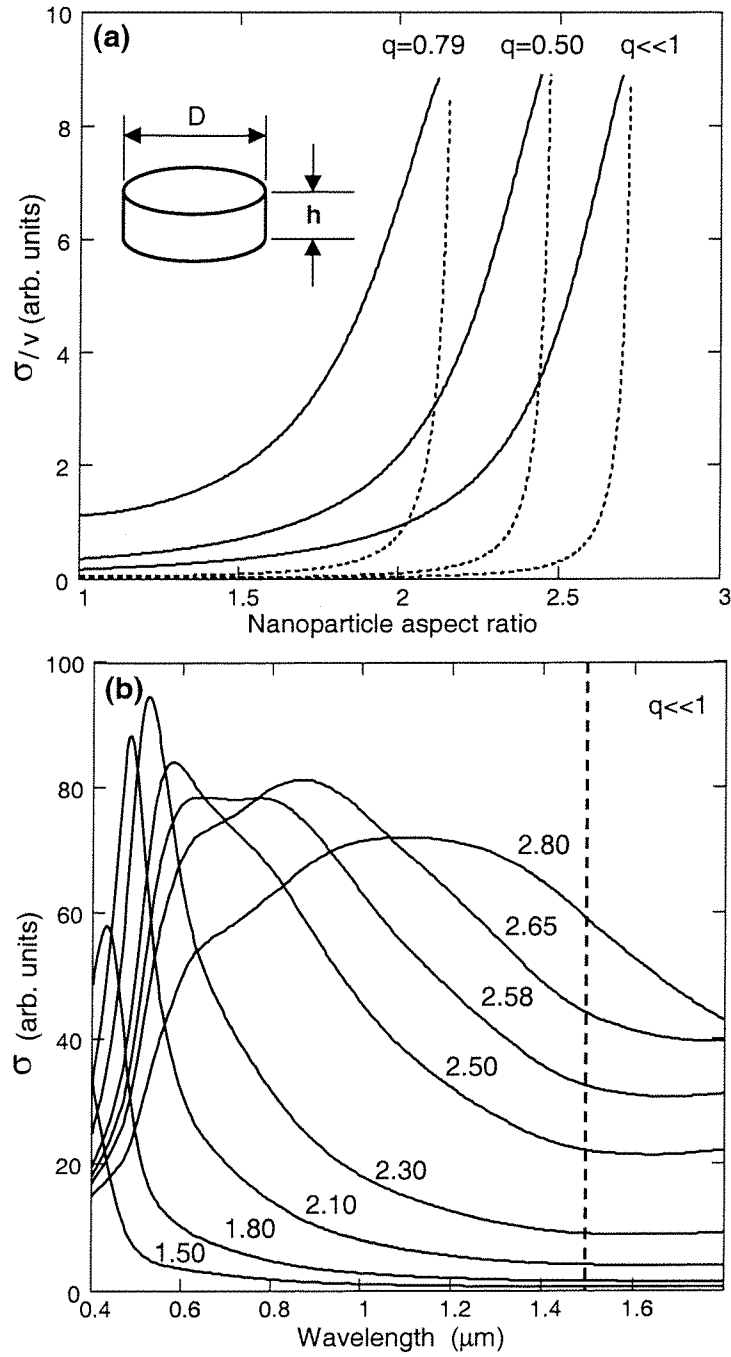 (a)
q=0.79 q=0.50 q<<1
D
h
10
8
6
4
2
0
σ/v (arb. units)
1 1.5 2 2.5 3
Nanoparticle aspect ratio
(b)
q<<1
100
80
60
40
20
0
σ (arb. units)
2.80
2.65
2.58
2.50
2.30
2.10
1.80
1.50
0.4 0.6 0.8 1 1.2 1.4 1.6
Wavelength (μm)